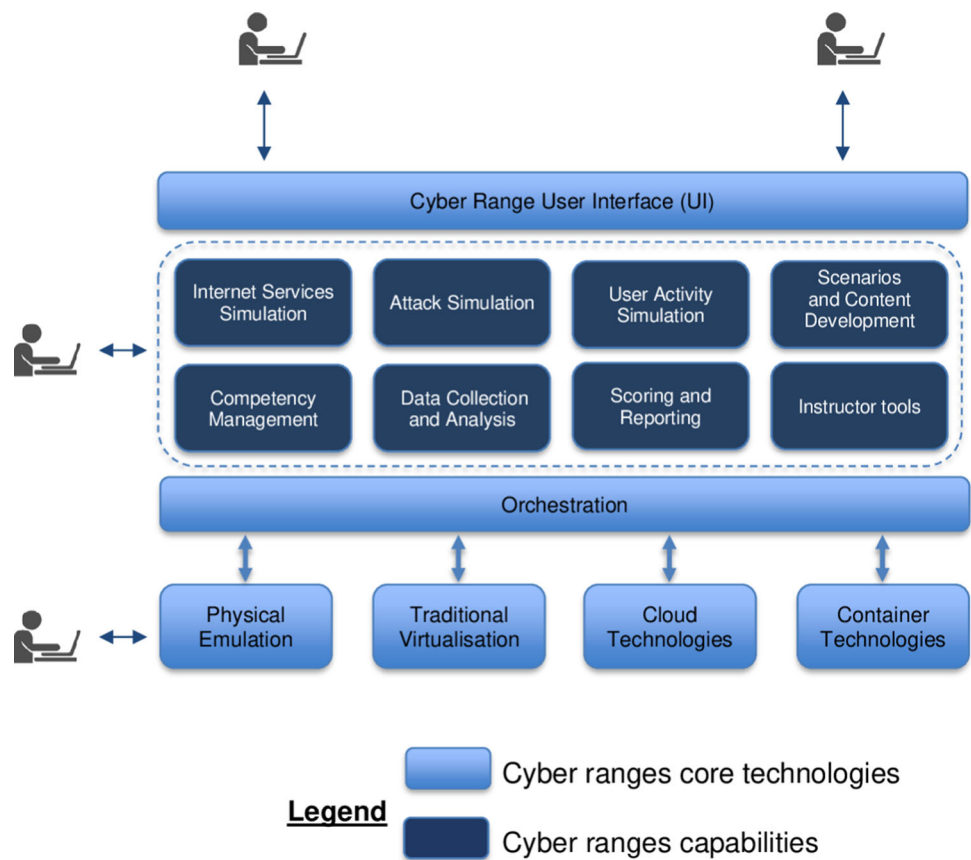 Cyber Range User Interface (UI)
Internet Services
Simulation
Attack Simulation
User Activity
Simulation
Scenarios
and Content
Development
Competency
Management
Data Collection
and Analysis
Scoring and
Reporting
Instructor tools
Orchestration
Physical
Emulation
Traditional
Virtualisation
Cloud
Technologies
Container
Technologies
Legend
Cyber ranges core technologies
Cyber ranges capabilities